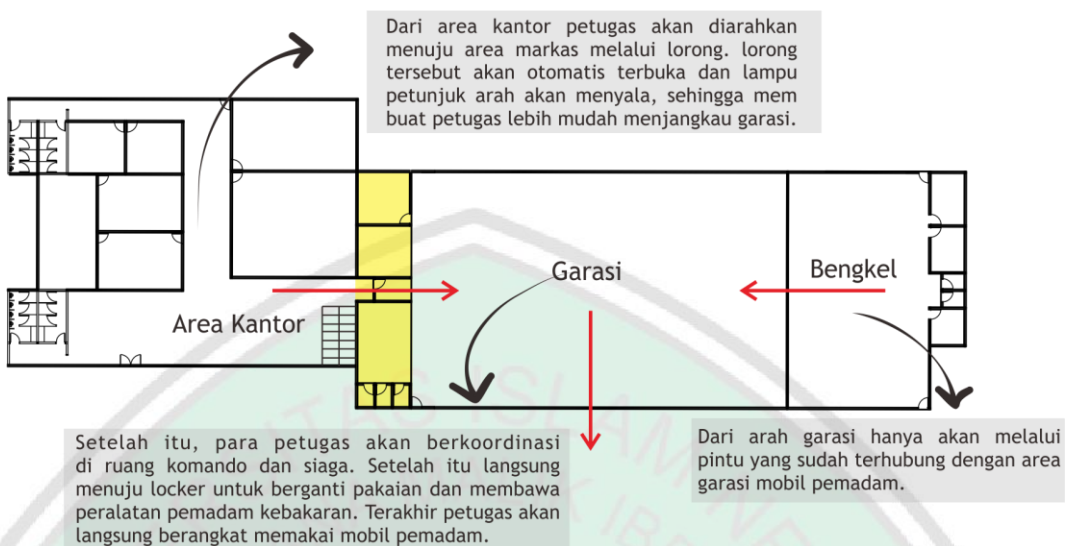 Dari area kantor petugas akan diarahkan
menuju area markas melalui lorong. lorong
tersebut akan otomatis terbuka dan lampu
petunjuk arah akan menyala, sehingga mem
buat petugas lebih mudah menjangkau garasi.
Garasi
Bengkel
Area Kantor
Setelah itu, para petugas akan berkoordinasi
di ruang komando dan siaga. Setelah itu langsung
menuju locker untuk berganti pakaian dan membawa
peralatan pemadam kebakaran. Terakhir petugas akan
langsung berangkat memakai mobil pemadam.
Dari arah garasi hanya akan melalui
pintu yang sudah terhubung dengan area
garasi mobil pemadam.